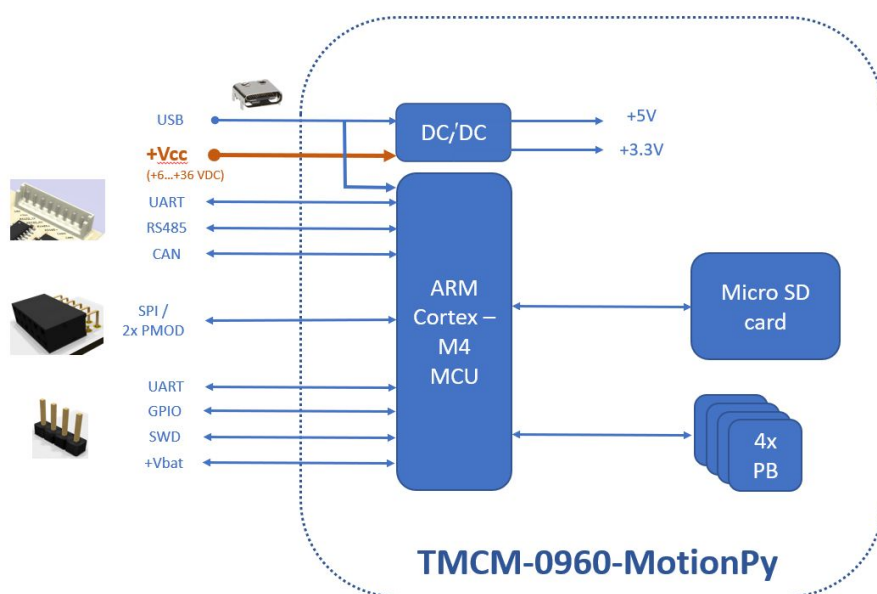 USB
+Vcc
(+6...+36 VDC)
UART
RS485
CAN
SPI /
2x PMOD
UART
GPIO
SWD
+Vbat
DC/'DC
+5V
+3.3V
ARM
Cortex –
M4
MCU
Micro SD
card
4x
PB
TMCM-0960-MotionPy